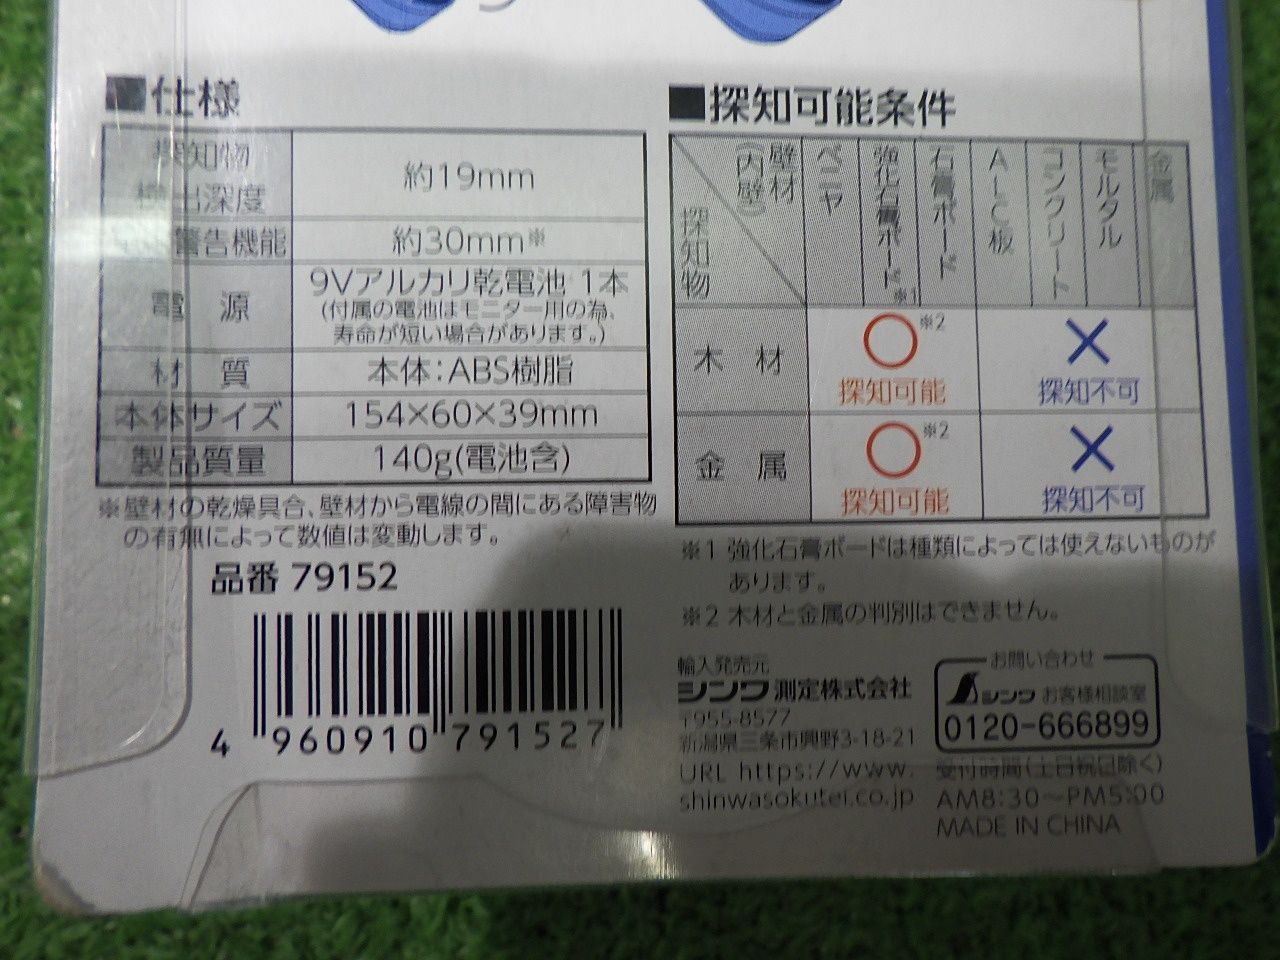 ■仕様
探知物
検出深度
約19mm
警告機能
約30mm※
電 源
9Vアルカリ乾電池 1本
(付属の電池はモニター用の為、
寿命が短い場合があります。)
材 質
本体:ABS樹脂
本体サイズ
154×60×39mm
製品質量
140g(電池含)
※壁材の乾燥具合、壁材から電線の間にある障害物
の有無によって数値は変動します。
品番 79152
4 960910 791527
■探知可能条件
壁材
(内壁)
探知物
ベニヤ
強化石膏ボード※1
石膏ボード
ALC板
コンクリート
モルタル
金属
木 材
○※2
探知可能
×
探知不可
金 属
○※2
探知可能
×
探知不可
※1 強化石膏ボードは種類によっては使えないものが
あります。
※2 木材と金属の判別はできません。
輸入発売元
シンワ測定株式会社
〒955-8577
新潟県三条市興野3-18-21
URL https://www.
shinwasokutei.co.jp
お問い合わせ
シンワ お客様相談室
0120-666899
受付時間(土日祝日除く)
AM8:30～PM5:00
MADE IN CHINA